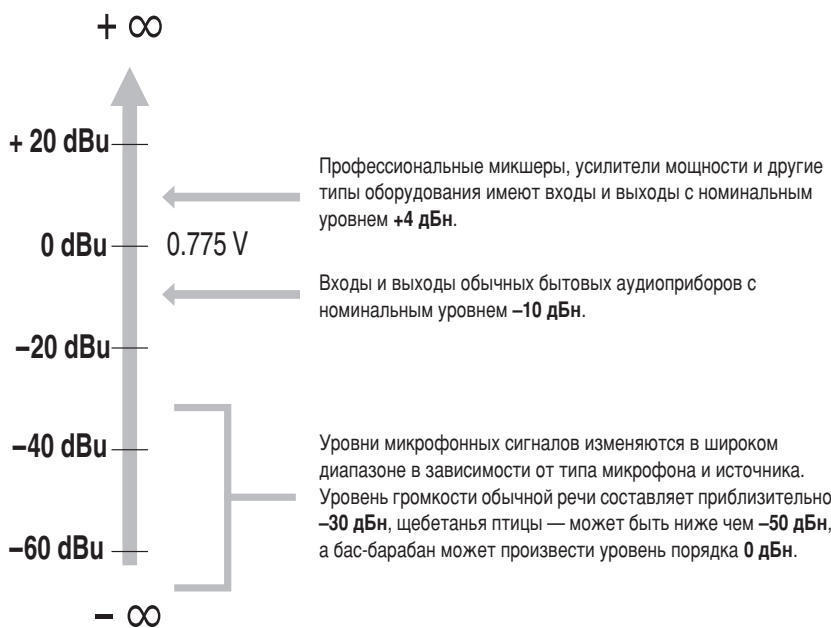 + ∞
+ 20 dBu
Профессиональные микшеры, усилители мощности и другие
типы оборудования имеют входы и выходы с номинальным
уровнем +4 дБн.
0 dBu
0.775 V
Входы и выходы обычных бытовых аудиоприборов с
номинальным уровнем –10 дБн.
–20 dBu
–40 dBu
Уровни микрофонных сигналов изменяются в широком
диапазоне в зависимости от типа микрофона и источника.
Уровень громкости обычной речи составляет приблизительно
–30 дБн, щебетанья птицы — может быть ниже чем –50 дБн,
а бас-барабан может произвести уровень порядка 0 дБн.
–60 dBu
– ∞